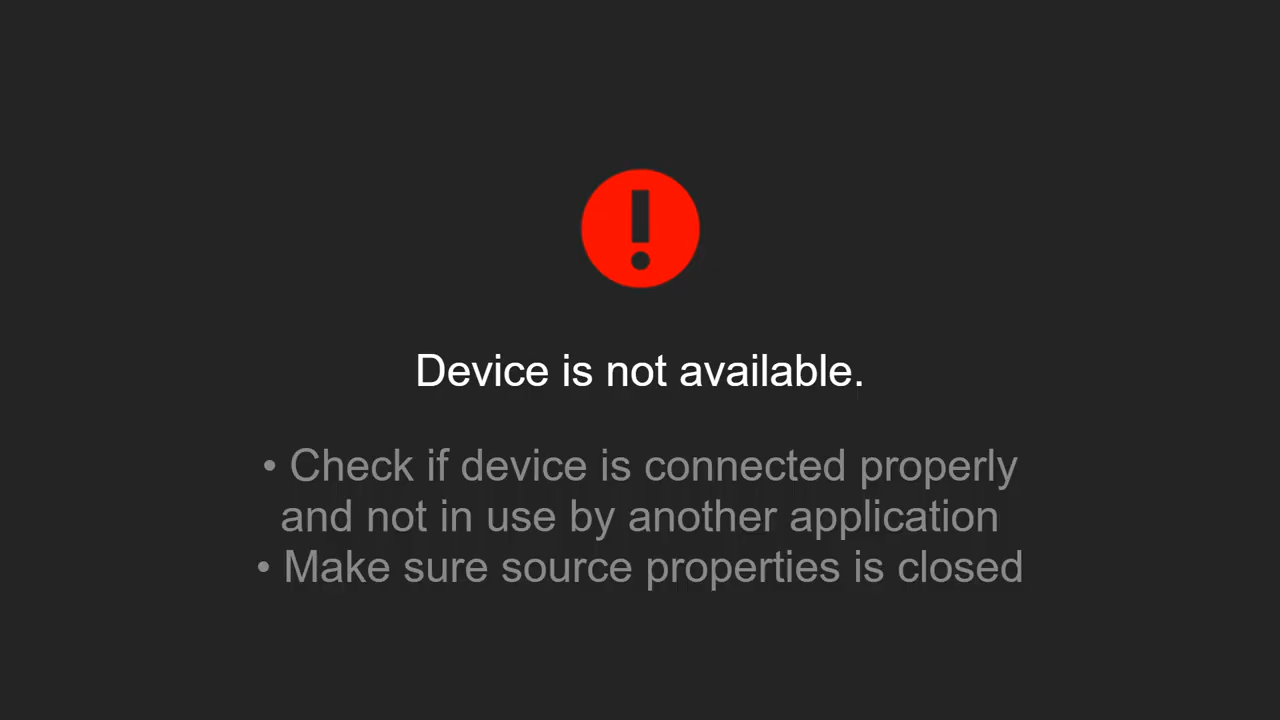 Device is not available.
• Check if device is connected properly
and not in use by another application
• Make sure source properties is closed